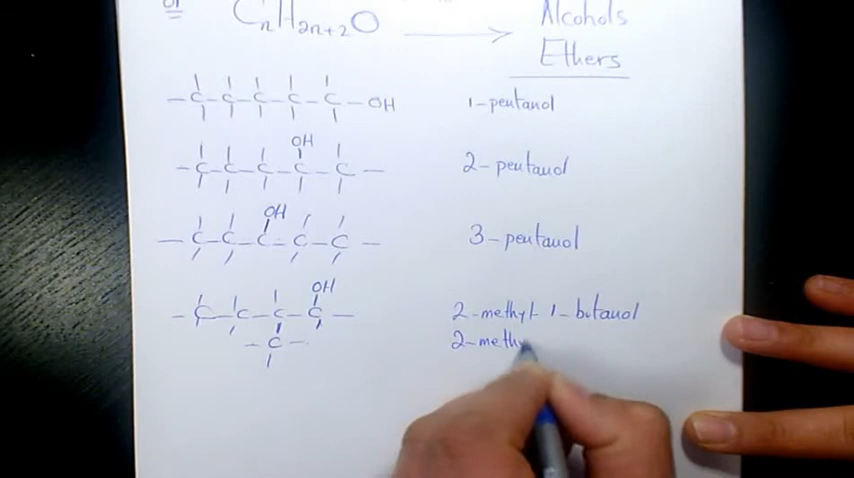 CnH2n+2O → Alcohols
Ethers
- C - C - C - C - C - OH 1-pentanol
OH
- C - C - C - C - C - 2-pentanol
OH
- C - C - C - C - C - 3-pentanol
OH
- C - C - C - C - 2-methyl-1-butanol
- C - 2-meth